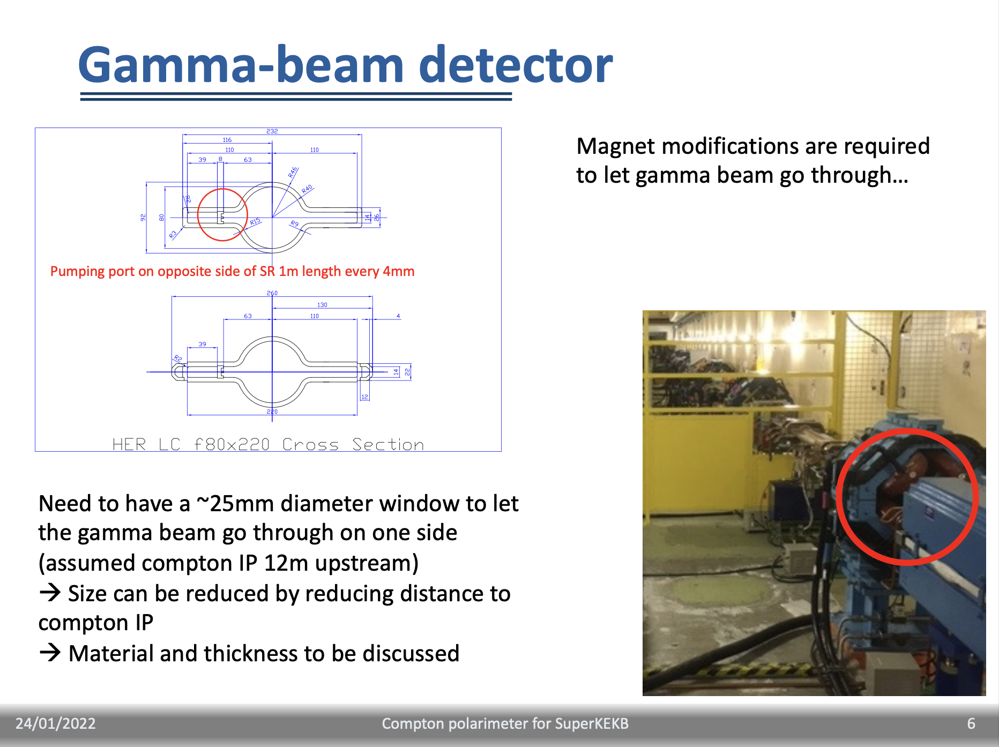 Gamma-beam detector
232
116
110
110
39
8
63
R46
R40
R2
92
80
R15
R9
14
26
R3
Pumping port on opposite side of SR 1m length every 4mm
260
130
63
110
4
39
R2
14
22
12
220
HER LC f80x220 Cross Section
Magnet modifications are required
to let gamma beam go through...
Need to have a ~25mm diameter window to let
the gamma beam go through on one side
(assumed compton IP 12m upstream)
→ Size can be reduced by reducing distance to
compton IP
→ Material and thickness to be discussed
24/01/2022
Compton polarimeter for SuperKEKB
6